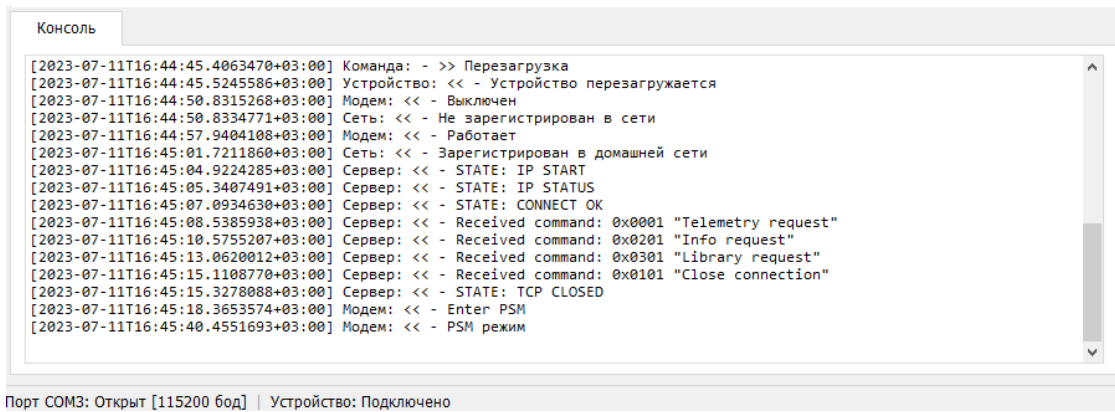 Консоль
[2023-07-11T16:44:45.4063470+03:00] Команда: - >> Перезагрузка
[2023-07-11T16:44:45.5245586+03:00] Устройство: << - Устройство перезагружается
[2023-07-11T16:44:50.8315268+03:00] Модем: << - Выключен
[2023-07-11T16:44:50.8334771+03:00] Сеть: << - Не зарегистрирован в сети
[2023-07-11T16:44:57.9404108+03:00] Модем: << - Работает
[2023-07-11T16:45:01.7211860+03:00] Сеть: << - Зарегистрирован в домашней сети
[2023-07-11T16:45:04.9224285+03:00] Сервер: << - STATE: IP START
[2023-07-11T16:45:05.3407491+03:00] Сервер: << - STATE: IP STATUS
[2023-07-11T16:45:07.0934630+03:00] Сервер: << - STATE: CONNECT OK
[2023-07-11T16:45:08.5385938+03:00] Сервер: << - Received command: 0x0001 "Telemetry request"
[2023-07-11T16:45:10.5755207+03:00] Сервер: << - Received command: 0x0201 "Info request"
[2023-07-11T16:45:13.0620012+03:00] Сервер: << - Received command: 0x0301 "Library request"
[2023-07-11T16:45:15.1108770+03:00] Сервер: << - Received command: 0x0101 "Close connection"
[2023-07-11T16:45:15.3278088+03:00] Сервер: << - STATE: TCP CLOSED
[2023-07-11T16:45:18.3653574+03:00] Модем: << - Enter PSM
[2023-07-11T16:45:40.4551693+03:00] Модем: << - PSM режим
Порт COM3: Открыт [115200 бод] | Устройство: Подключено